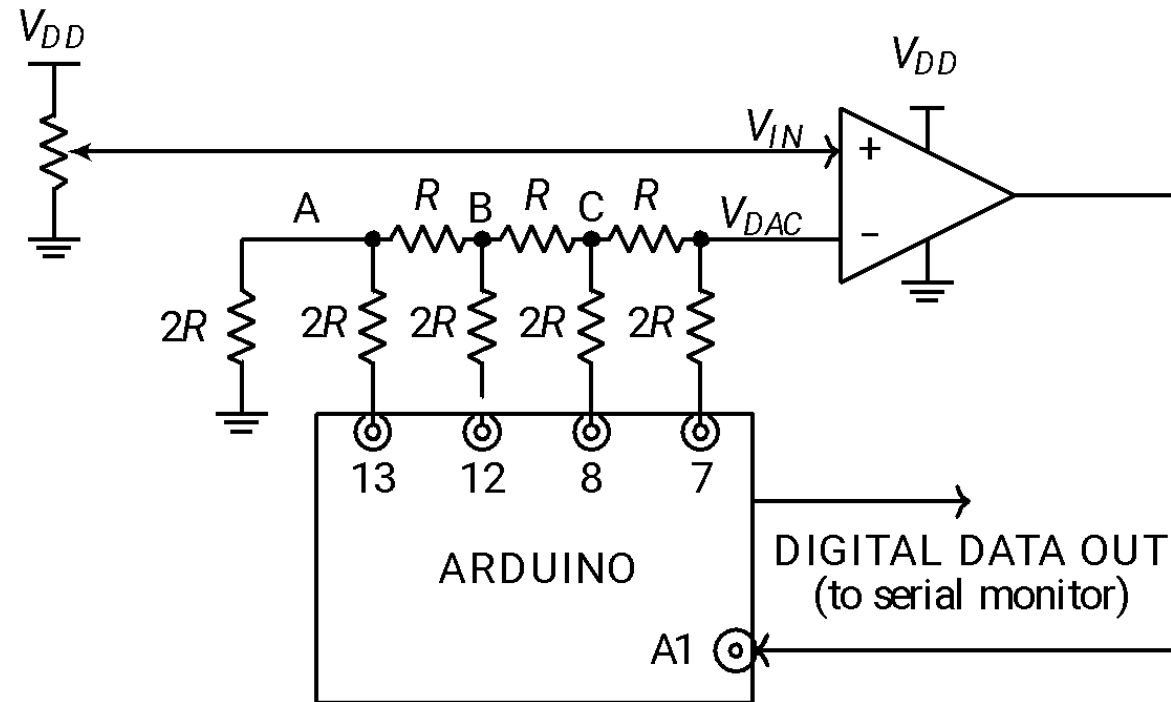 V_DD
V_DD
V_IN
+
A
R
B
R
C
R
V_DAC
−
2R
2R
2R
2R
2R
13
12
8
7
ARDUINO
DIGITAL DATA OUT
(to serial monitor)
A1